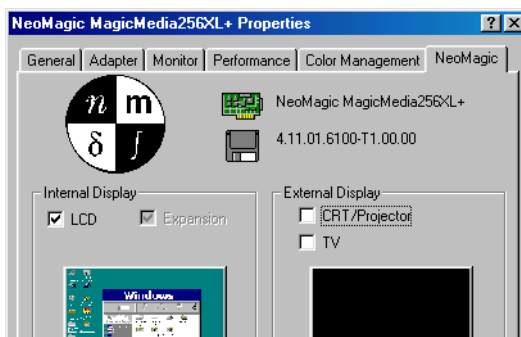 NeoMagic MagicMedia256XL+ Properties
General Adapter Monitor Performance Color Management NeoMagic
n m
δ ∫
NeoMagic MagicMedia256XL+
4.11.01.6100-T1.00.00
Internal Display
LCD Expansion
External Display
CRT/Projector
TV
Windows